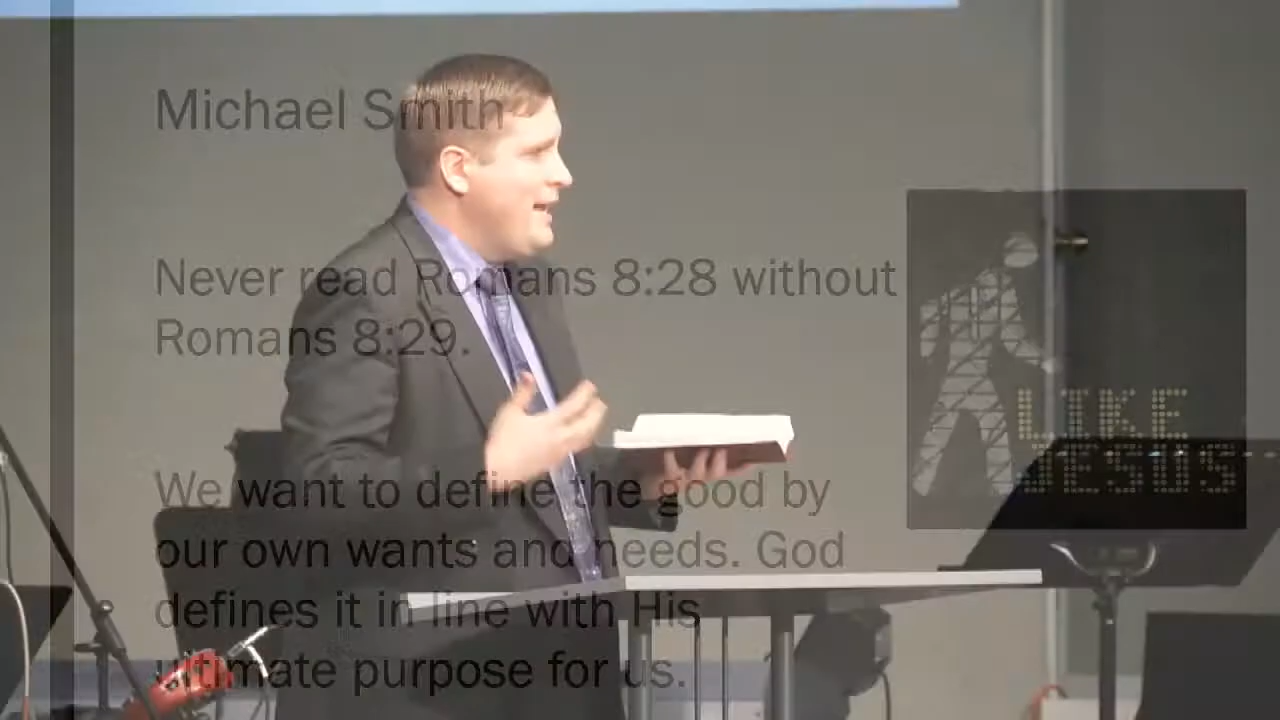 Michael Smith
Never read Romans 8:28 without
Romans 8:29.
We want to define the good by
our own wants and needs. God
defines it in line with His
ultimate purpose for us.
LIKE
JESUS